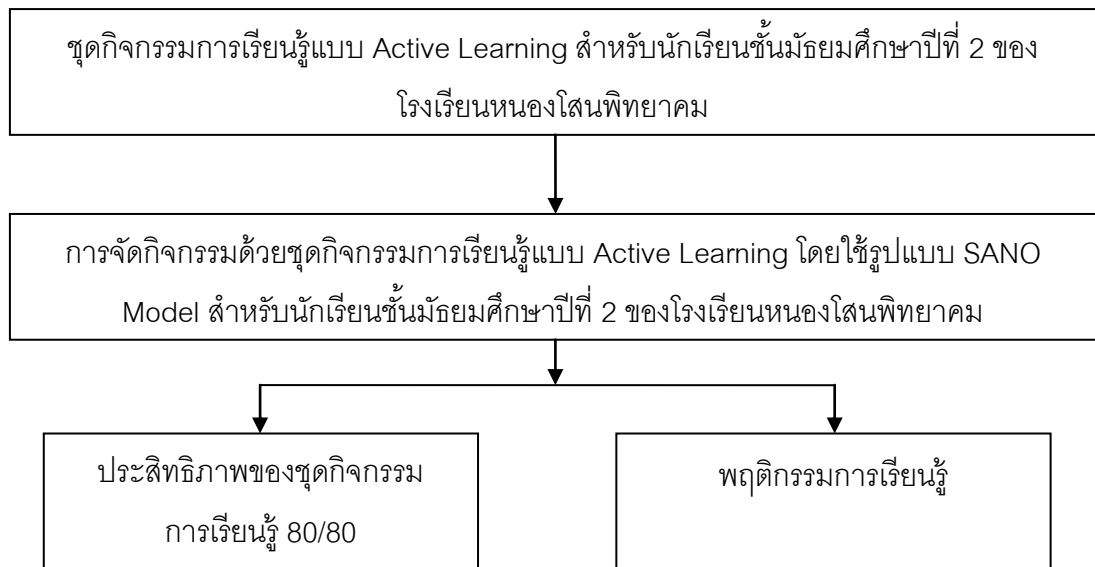 ชุดกิจกรรมการเรียนรู้แบบ Active Learning สำหรับนักเรียนชั้นมัธยมศึกษาปีที่ 2 ของ
โรงเรียนหนองโสนพิทยาคม
การจัดกิจกรรมด้วยชุดกิจกรรมการเรียนรู้แบบ Active Learning โดยใช้รูปแบบ SANO
Model สำหรับนักเรียนชั้นมัธยมศึกษาปีที่ 2 ของโรงเรียนหนองโสนพิทยาคม
ประสิทธิภาพของชุดกิจกรรม
การเรียนรู้ 80/80
พฤติกรรมการเรียนรู้